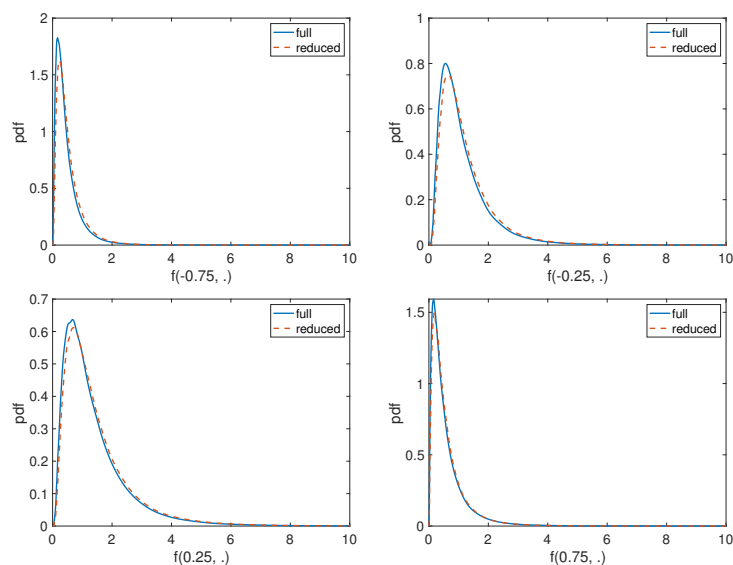 2
full
reduced
1.5
pdf
1
0.5
0
0 2 4 6 8 10
f(-0.75, .)
1
full
reduced
0.8
0.6
pdf
0.4
0.2
0
0 2 4 6 8 10
f(-0.25, .)
0.7
full
reduced
0.6
0.5
0.4
pdf
0.3
0.2
0.1
0
0 2 4 6 8 10
f(0.25, .)
full
1.5
reduced
1
pdf
0.5
0
0 2 4 6 8 10
f(0.75, .)